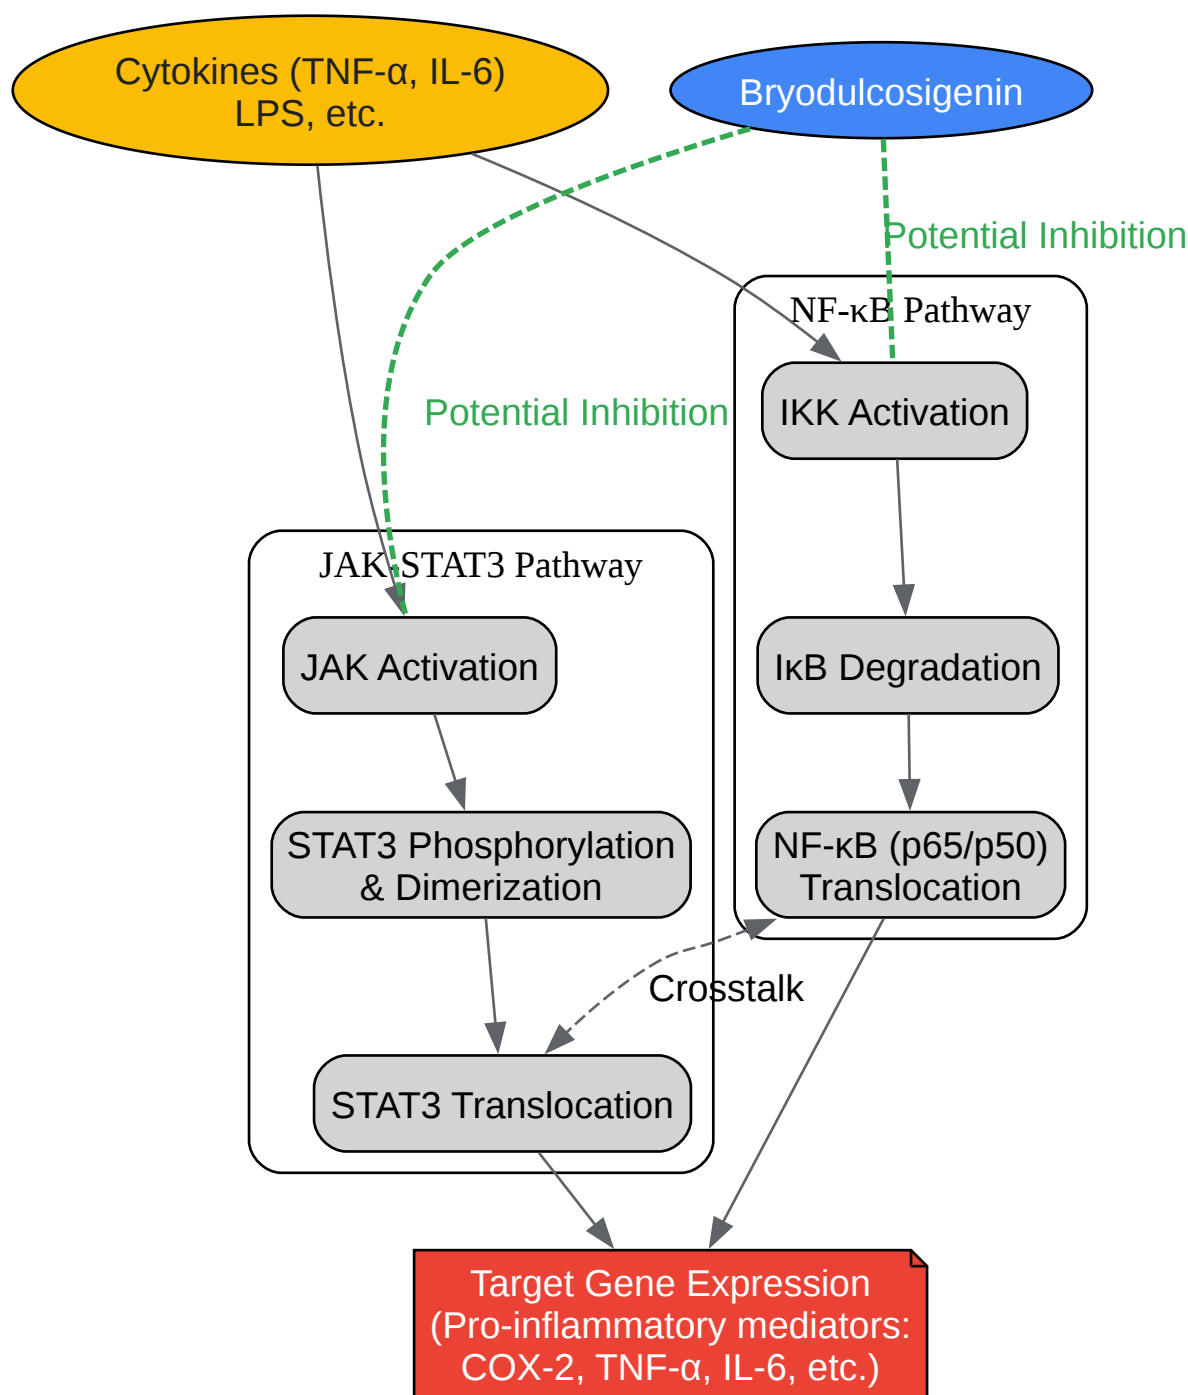 Cytokines (TNF-α, IL-6)
LPS, etc.
Bryodulcosigenin
Potential Inhibition
NF-κB Pathway
IKK Activation
Potential Inhibition
JAK-STAT3 Pathway
JAK Activation
IκB Degradation
STAT3 Phosphorylation
& Dimerization
NF-κB (p65/p50)
Translocation
Crosstalk
STAT3 Translocation
Target Gene Expression
(Pro-inflammatory mediators:
COX-2, TNF-α, IL-6, etc.)